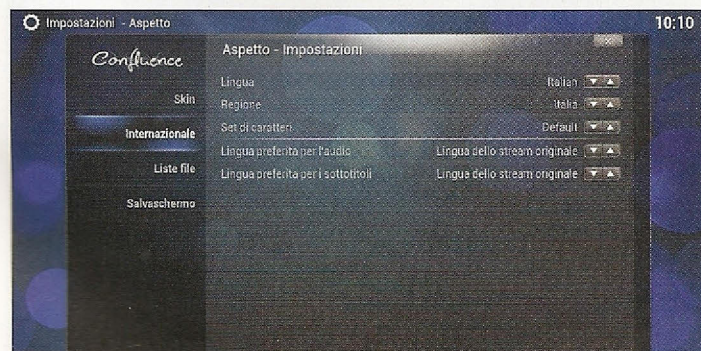 Impostazioni - Aspetto
10:10
Confluence
Aspetto - Impostazioni
Skin
Internazionale
Liste file
Salvaschermo
Lingua Italian
Regione Italia
Set di caratteri Default
Lingua preferita per l'audio Lingua dello stream originale
Lingua preferita per i sottotitoli Lingua dello stream originale